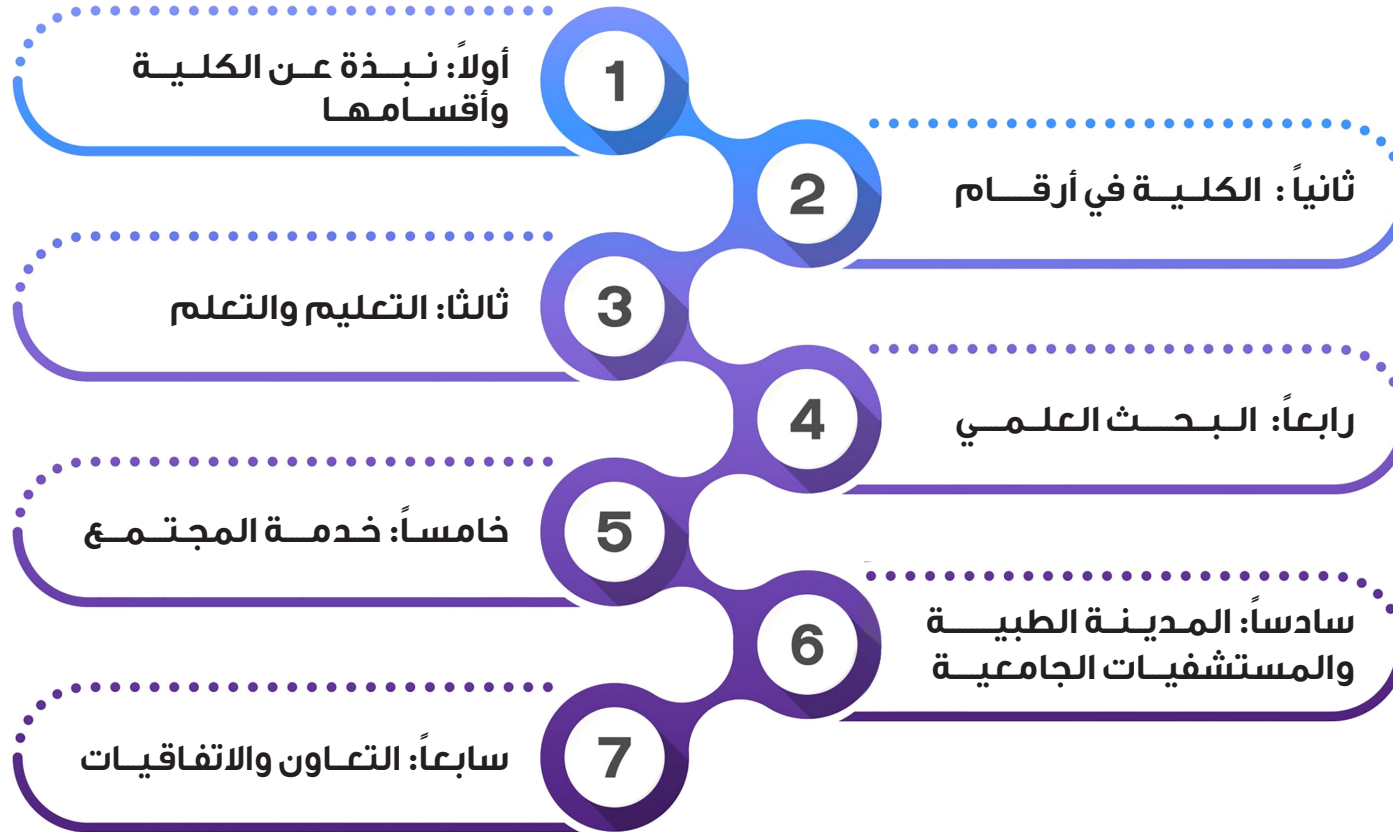 1
أولاً: نبذة عن الكلية
وأقسامها
2
ثانياً : الكلية في أرقام
3
ثالثا: التعليم والتعلم
4
رابعاً: البحث العلمي
5
خامساً: خدمة المجتمع
6
سادساً: المدينة الطبية
والمستشفيات الجامعية
7
سابعاً: التعاون والاتفاقيات